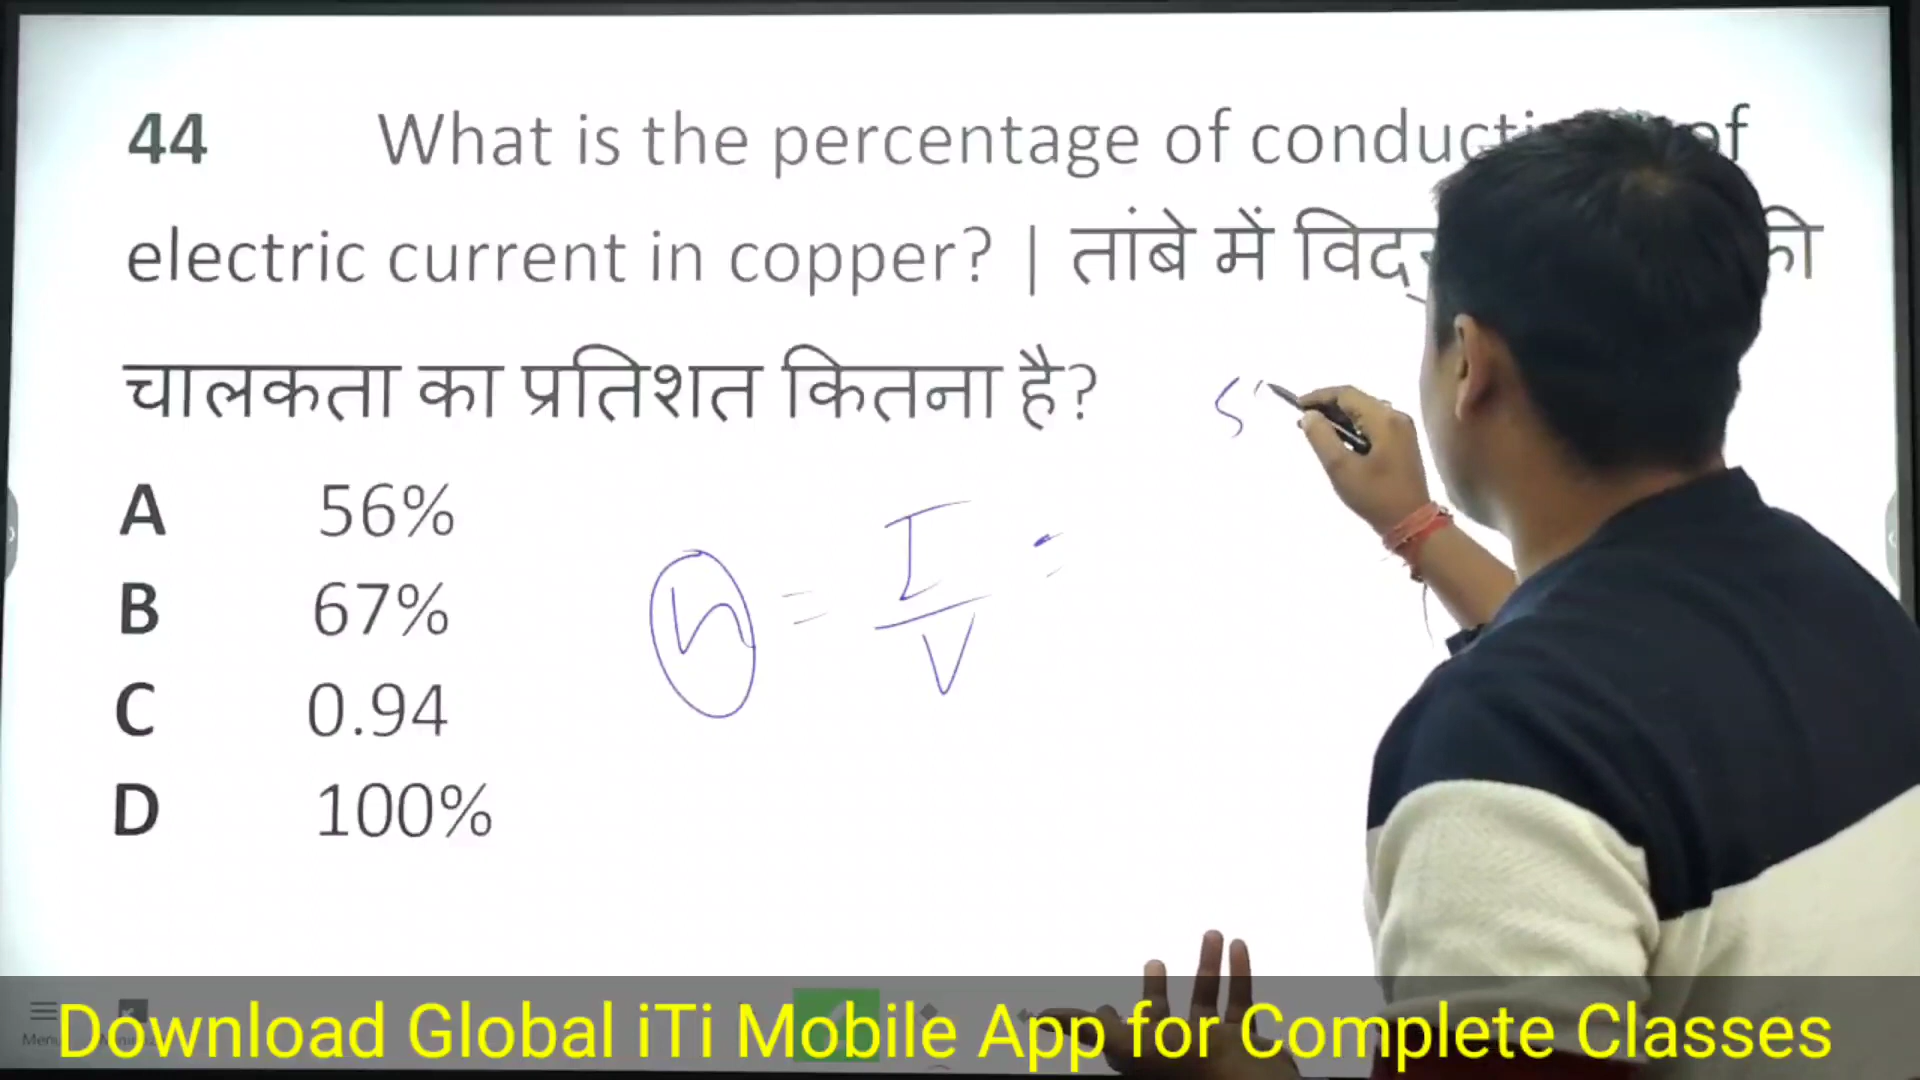 44 What is the percentage of of
electric current in copper? | तांबे में की
चालकता का प्रतिशत कितना है?
A 56%
B 67%
C 0.94
D 100%
= I / V =
Menu
Download Global iTi Mobile App for Complete Classes